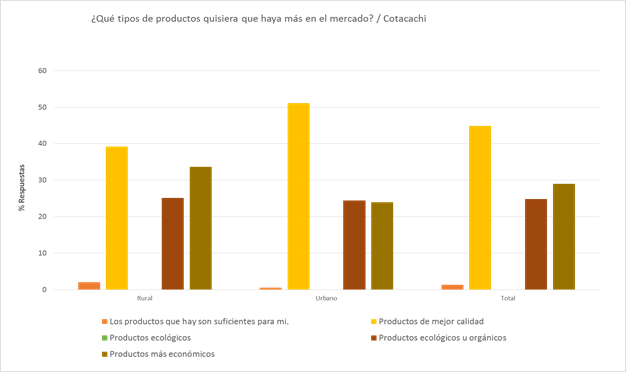 ¿Qué tipos de productos quisiera que haya más en el mercado? / Cotacachi
60
50
40
30
20
10
0
% Respuestas
Rural Urbano Total
Los productos que hay son suficientes para mi. Productos de mejor calidad
Productos ecológicos Productos ecológicos u orgánicos
Productos más económicos